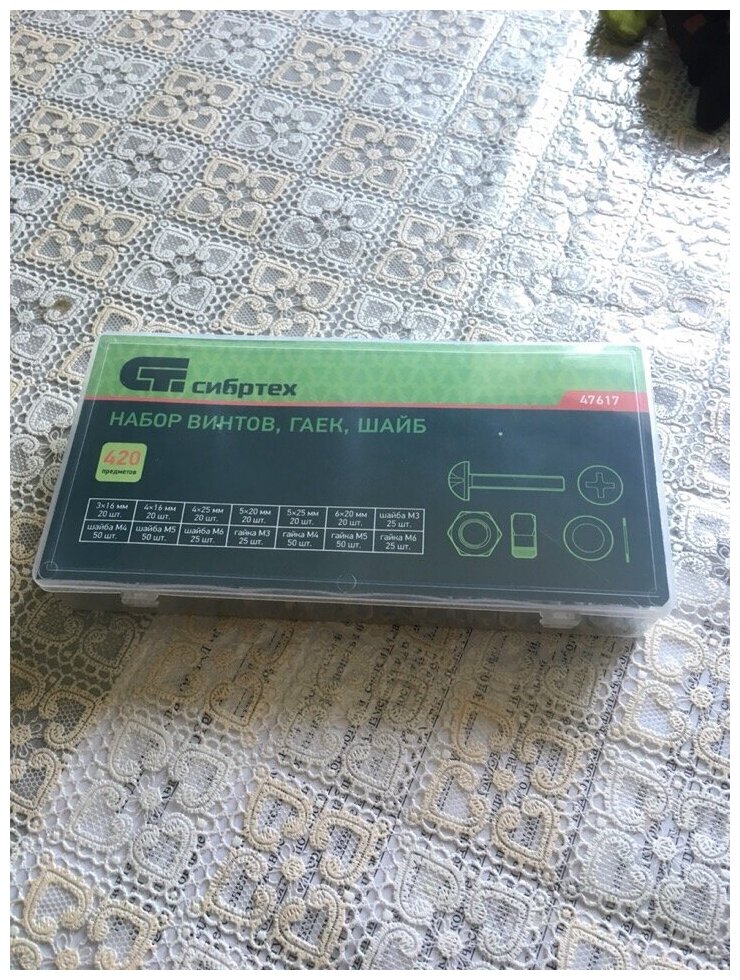 СТ сибртех
47617
НАБОР ВИНТОВ, ГАЕК, ШАЙБ
420
предметов
3×16 мм 4×16 мм 4×25 мм 5×20 мм 5×25 мм 6×20 мм шайба М3
20 шт. 20 шт. 20 шт. 20 шт. 20 шт. 20 шт. 25 шт.
шайба М4 шайба М5 шайба М6 гайка М3 гайка М4 гайка М5 гайка М6
50 шт. 50 шт. 25 шт. 25 шт. 50 шт. 50 шт. 25 шт.